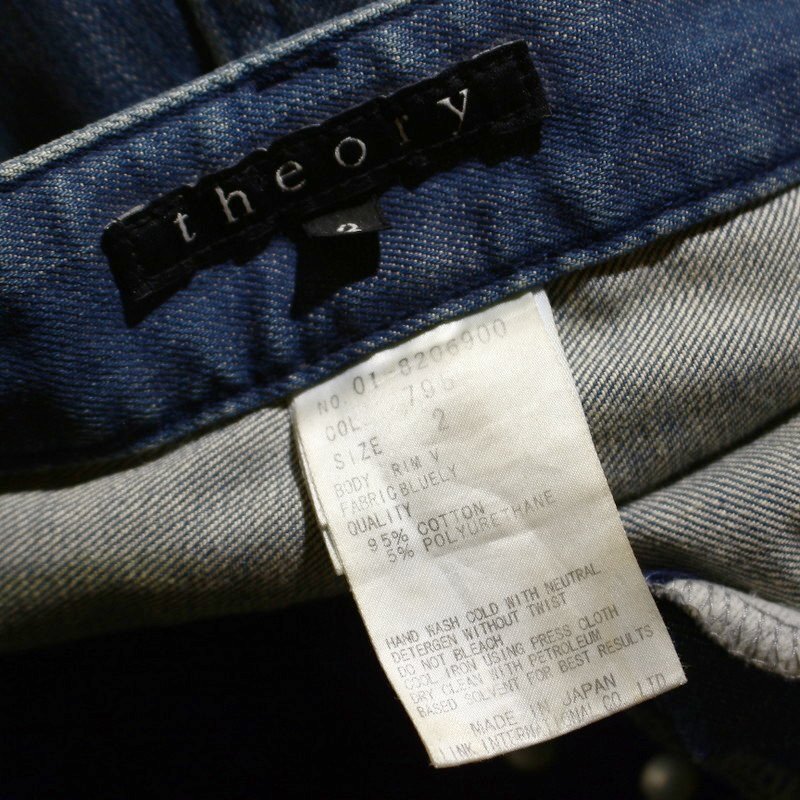 theory
2
NO. 01-8206900
COL. 796
SIZE 2
BODY RIM V
FABRIC BLUELY
QUALITY
95% COTTON
5% POLYURETHANE
HAND WASH COLD WITH NEUTRAL
DETERGEN WITHOUT TWIST
DO NOT BLEACH
COOL IRON USING PRESS CLOTH
DRY CLEAN WITH PETROLEUM
BASED SOLVENT FOR BEST RESULTS
MADE IN JAPAN
LINK INTERNATIONAL CO. LTD